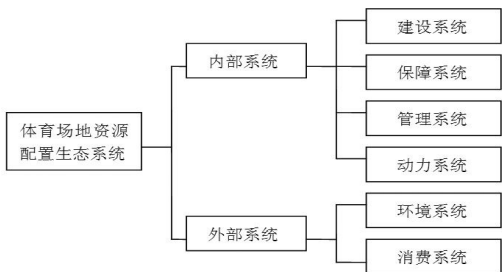 体育场地资源
配置生态系统
内部系统
建设系统
保障系统
管理系统
动力系统
外部系统
环境系统
消费系统